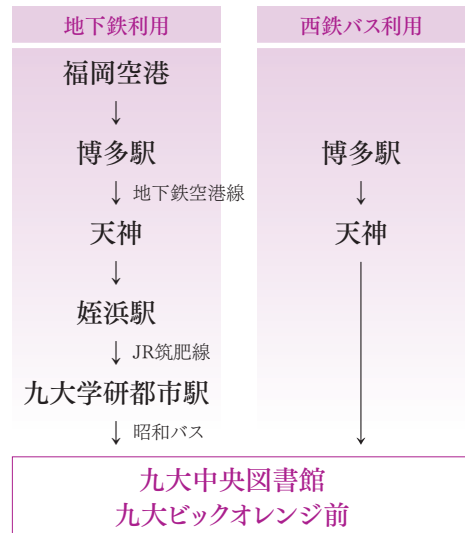 地下鉄利用
福岡空港
↓
博多駅
↓ 地下鉄空港線
天神
↓
姪浜駅
↓ JR筑肥線
九大学研都市駅
↓ 昭和バス
西鉄バス利用
博多駅
↓
天神
↓
九大中央図書館
九大ビックオレンジ前